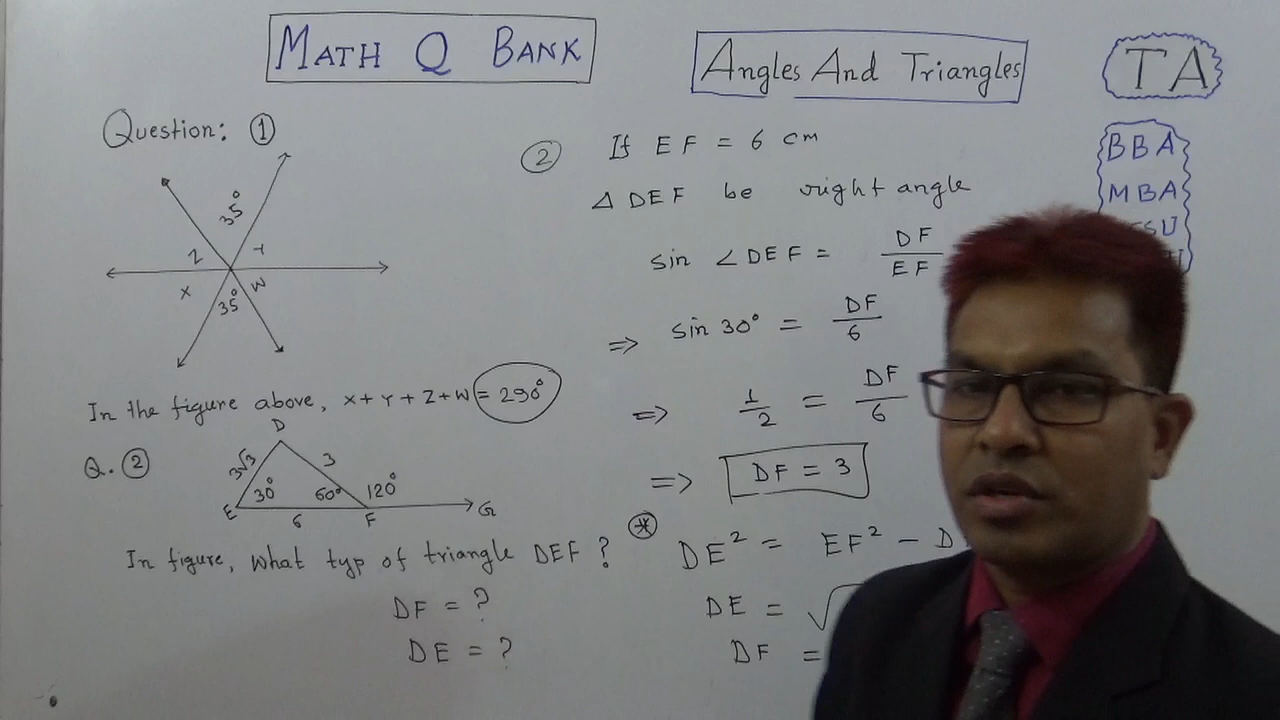 MATH Q BANK
Angles And Triangles
TA
BBA
MBA
Question: ①
35°
Z Y
X 35° W
In the figure above, X+Y+Z+W = 290°
Q. ②
D
3√3 3
30° 60° 120°
E 6 F G
In figure, what typ of triangle DEF ?
DF = ?
DE = ?
② If EF = 6 cm
Δ DEF be right angle
sin ∠DEF = DF/EF
=> sin 30° = DF/6
=> 1/2 = DF/6
=> DF = 3
* DE² = EF² - D
DE = √
DF =